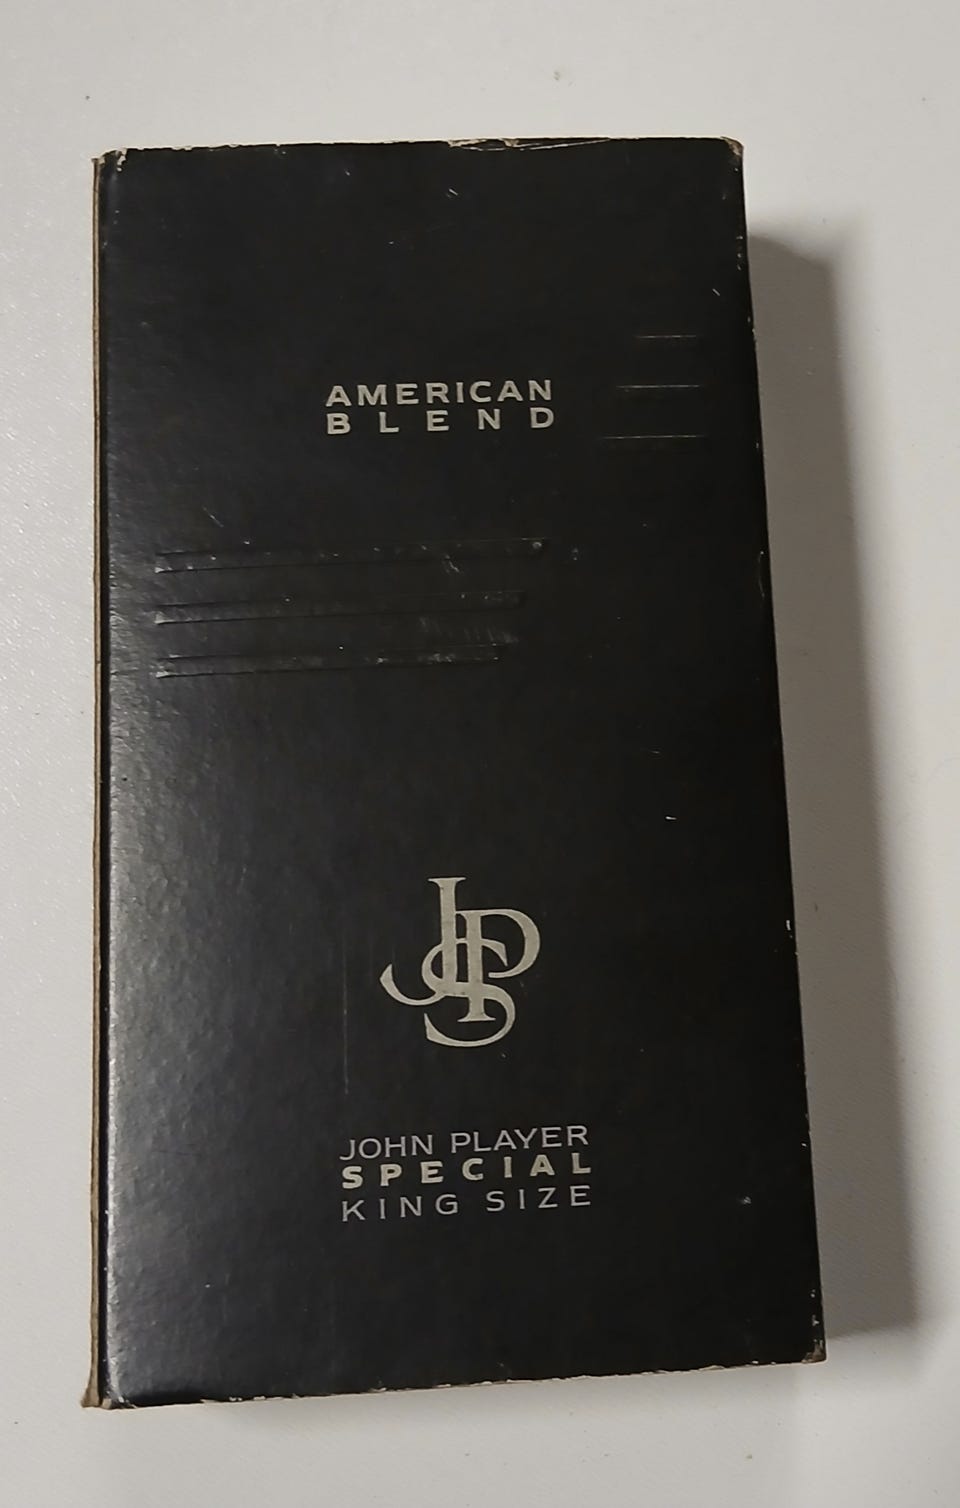 AMERICAN
BLEND
JPS
JOHN PLAYER
SPECIAL
KING SIZE